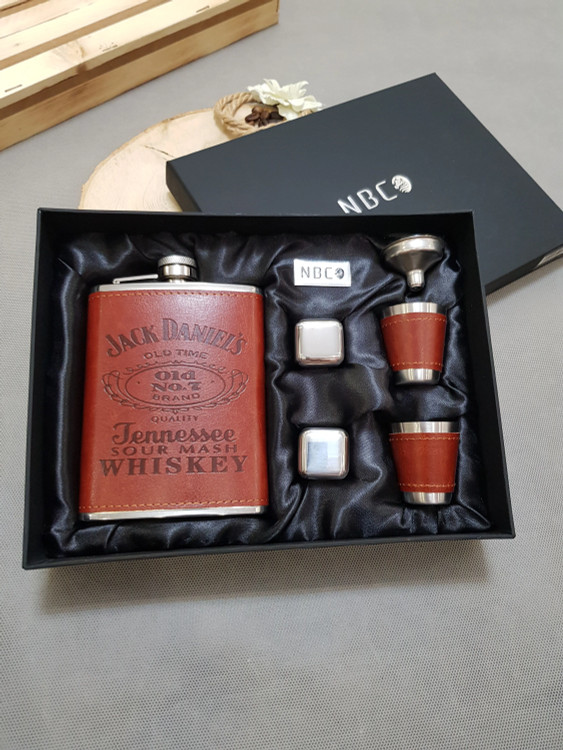 NBC
NBC
JACK DANIEL'S
OLD TIME
Old
No.7
BRAND
QUALITY
Tennessee
SOUR MASH
WHISKEY